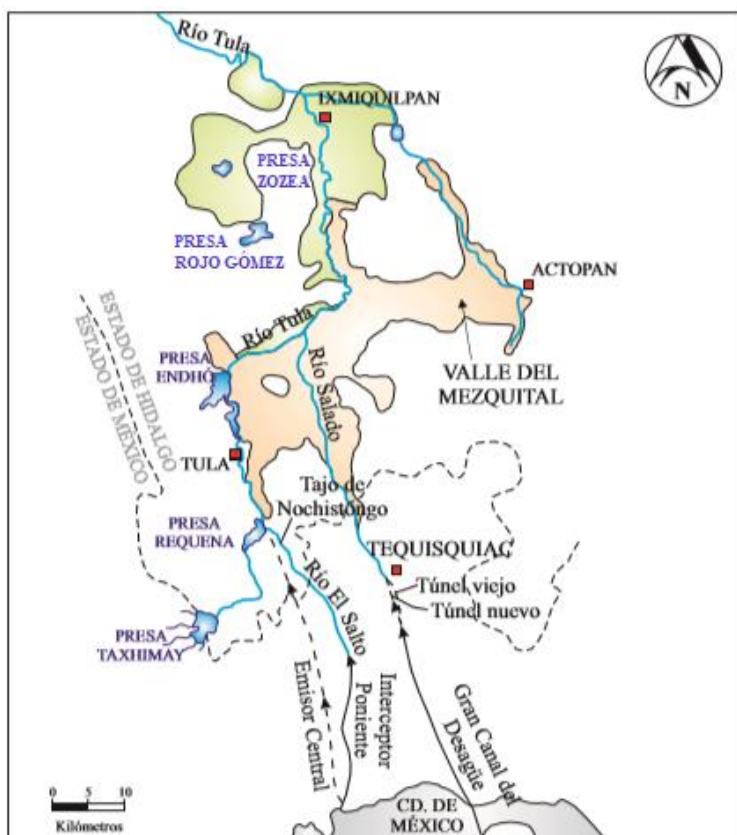 Río Tula
N
IXMIQUILPAN
PRESA
ZOZEA
PRESA
ROJO GÓMEZ
ACTOPAN
ESTADO DE HIDALGO
ESTADO DE MÉXICO
Río Tula
PRESA
ENDHÓ
Río Salado
VALLE DEL
MEZQUITAL
TULA
Tajo de
Nochistongo
PRESA
REQUENA
TEQUISQUIAC
Túnel viejo
Túnel nuevo
Río El Salto
PRESA
TAXHIMAY
Emisor Central
Interceptor
Poniente
Gran Canal del
Desagüe
0 5 10
Kilómetros
CD. DE
MÉXICO